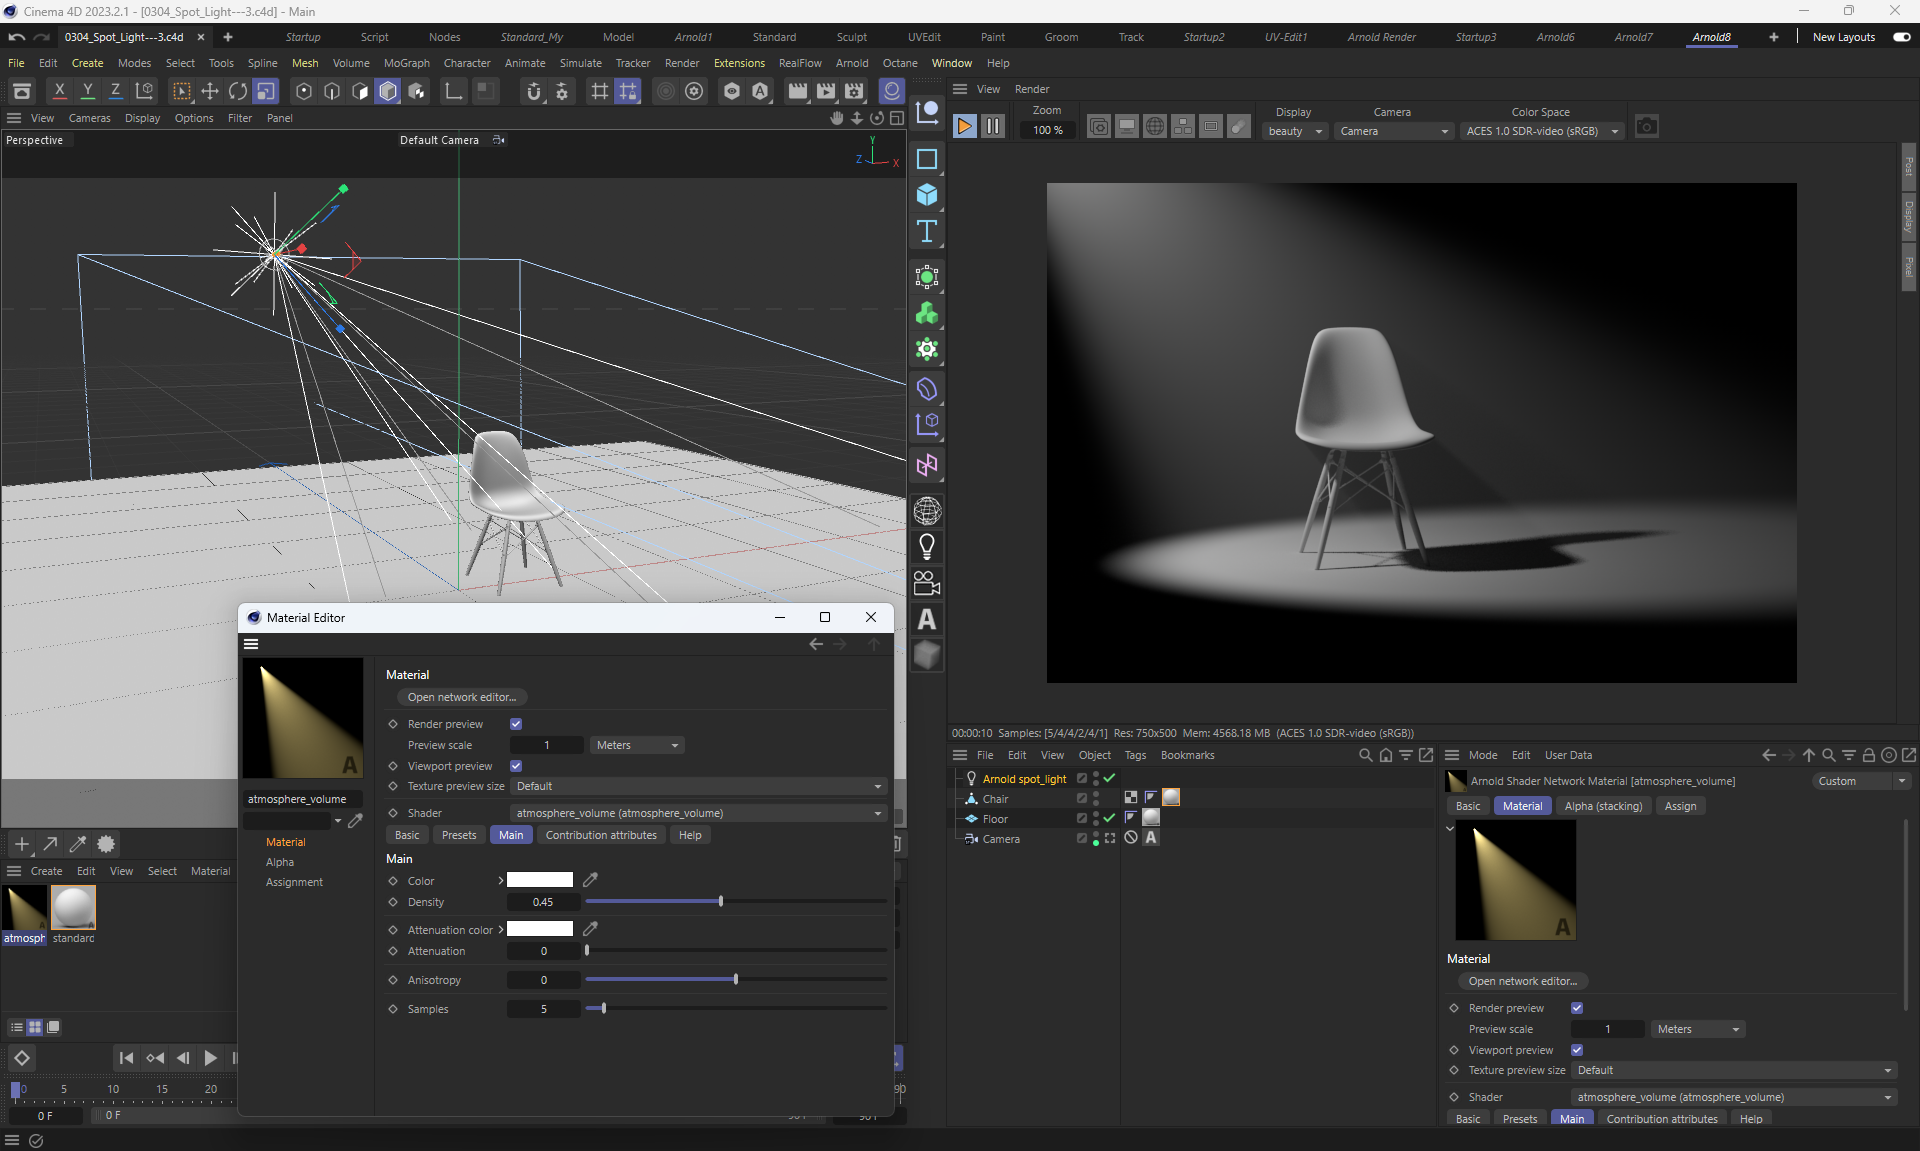 Cinema 4D 2023.2.1 - [0304_Spot_Light---3.c4d] - Main
0304_Spot_Light---3.c4d
Startup Script Nodes Standard_My Model Arnold1 Standard Sculpt UVEdit Paint Groom Track Startup2 UV-Edit1 Arnold Render Startup3 Arnold6 Arnold7 Arnold8 New Layouts
File Edit Create Modes Select Tools Spline Mesh Volume MoGraph Character Animate Simulate Tracker Render Extensions RealFlow Arnold Octane Window Help
X Y Z
View Cameras Display Options Filter Panel
Perspective
Default Camera
Y
Z X
View Render
Zoom Display Camera Color Space
100 % beauty Camera ACES 1.0 SDR-video (sRGB)
Post
Display
Pixel
Material Editor
Material
Open network editor...
Render preview
Preview scale 1 Meters
Viewport preview
Texture preview size Default
atmosphere_volume
Shader atmosphere_volume (atmosphere_volume)
Basic Presets Main Contribution attributes Help
Material
Alpha
Assignment
Main
Color
Density 0.45
Attenuation color
Attenuation 0
Anisotropy 0
Samples 5
Create Edit View Select Material
atmosph standard
0 5 10 15 20
0 F 0 F
00:00:10 Samples: [5/4/4/2/4/1] Res: 750x500 Mem: 4568.18 MB (ACES 1.0 SDR-video (sRGB))
File Edit View Object Tags Bookmarks
Arnold spot_light
Chair
Floor
Camera
Mode Edit User Data
Arnold Shader Network Material [atmosphere_volume] Custom
Basic Material Alpha (stacking) Assign
Material
Open network editor...
Render preview
Preview scale 1 Meters
Viewport preview
Texture preview size Default
Shader atmosphere_volume (atmosphere_volume)
Basic Presets Main Contribution attributes Help